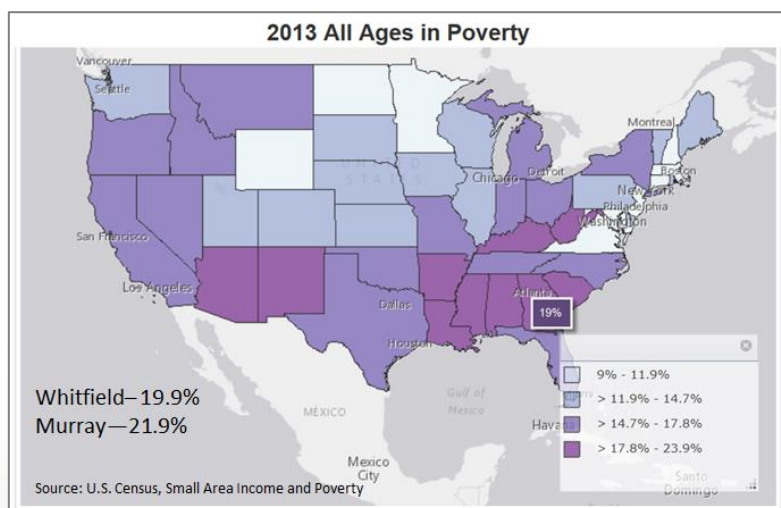 2013 All Ages in Poverty
Vancouver
Seattle
Montreal
Chicago
Detroit
Boston
New York
Philadelphia
Washington
San Francisco
Los Angeles
Atlanta
Dallas
19%
Houston
9% - 11.9%
> 11.9% - 14.7%
> 14.7% - 17.8%
> 17.8% - 23.9%
Whitfield–19.9%
Murray—21.9%
MÉXICO
Gulf of
Mexico
Havana
Mexico
City
Santo
Domingo
Source: U.S. Census, Small Area Income and Poverty